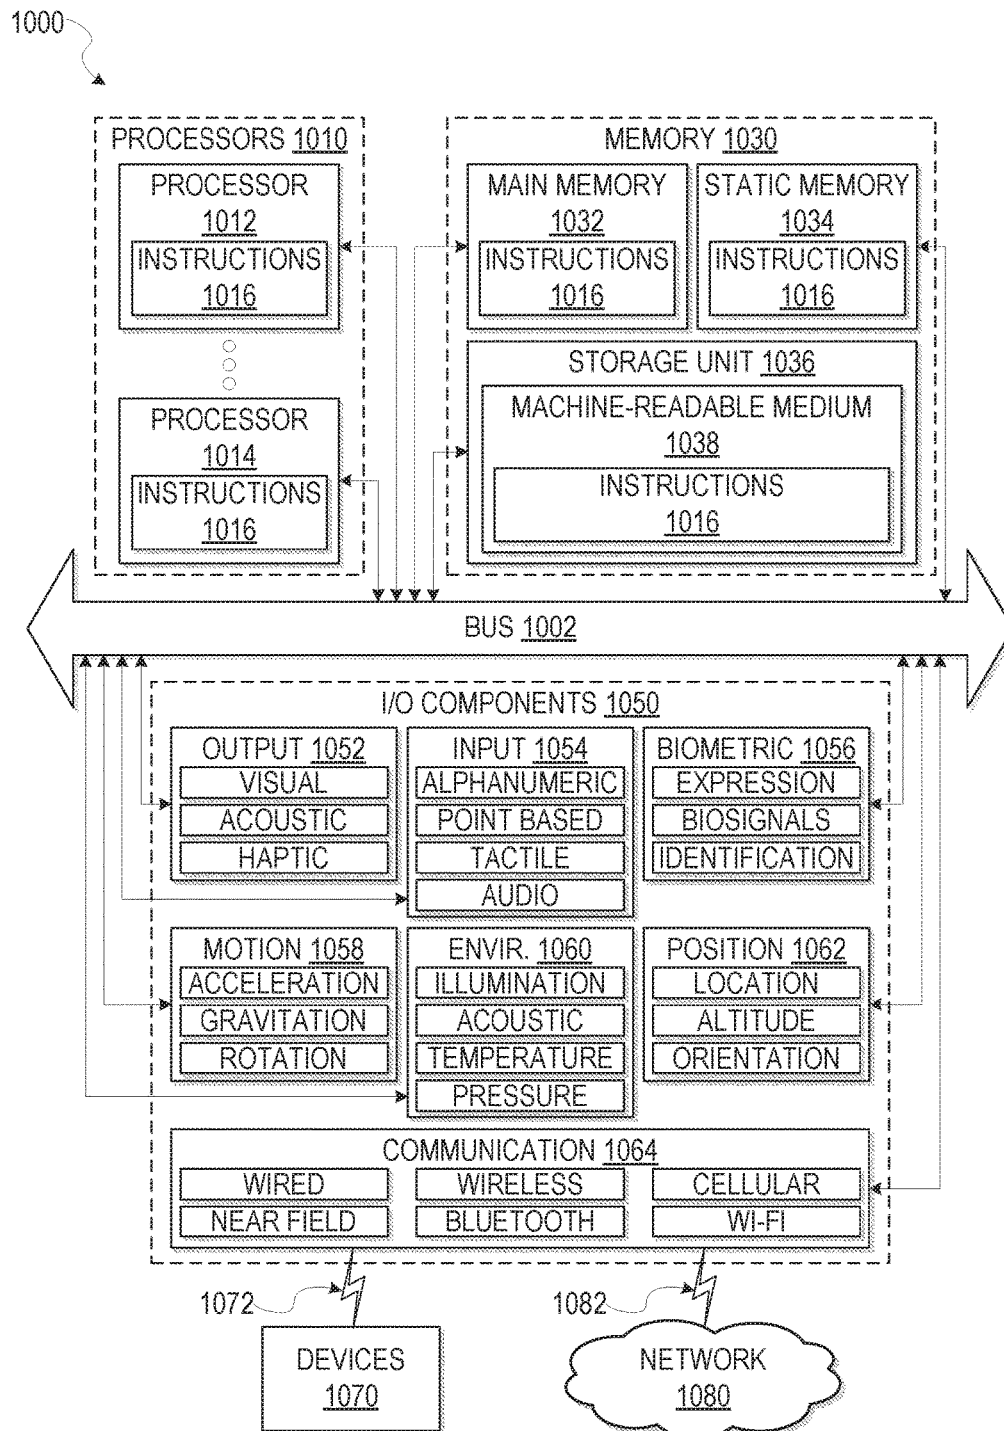 1000
PROCESSORS 1010
PROCESSOR
1012
INSTRUCTIONS
1016
PROCESSOR
1014
INSTRUCTIONS
1016
MEMORY 1030
MAIN MEMORY
1032
INSTRUCTIONS
1016
STATIC MEMORY
1034
INSTRUCTIONS
1016
STORAGE UNIT 1036
MACHINE-READABLE MEDIUM
1038
INSTRUCTIONS
1016
BUS 1002
I/O COMPONENTS 1050
OUTPUT 1052
VISUAL
ACOUSTIC
HAPTIC
INPUT 1054
ALPHANUMERIC
POINT BASED
TACTILE
AUDIO
BIOMETRIC 1056
EXPRESSION
BIOSIGNALS
IDENTIFICATION
MOTION 1058
ACCELERATION
GRAVITATION
ROTATION
ENVIR. 1060
ILLUMINATION
ACOUSTIC
TEMPERATURE
PRESSURE
POSITION 1062
LOCATION
ALTITUDE
ORIENTATION
COMMUNICATION 1064
WIRED
WIRELESS
CELLULAR
NEAR FIELD
BLUETOOTH
WI-FI
1072
1082
DEVICES
1070
NETWORK
1080